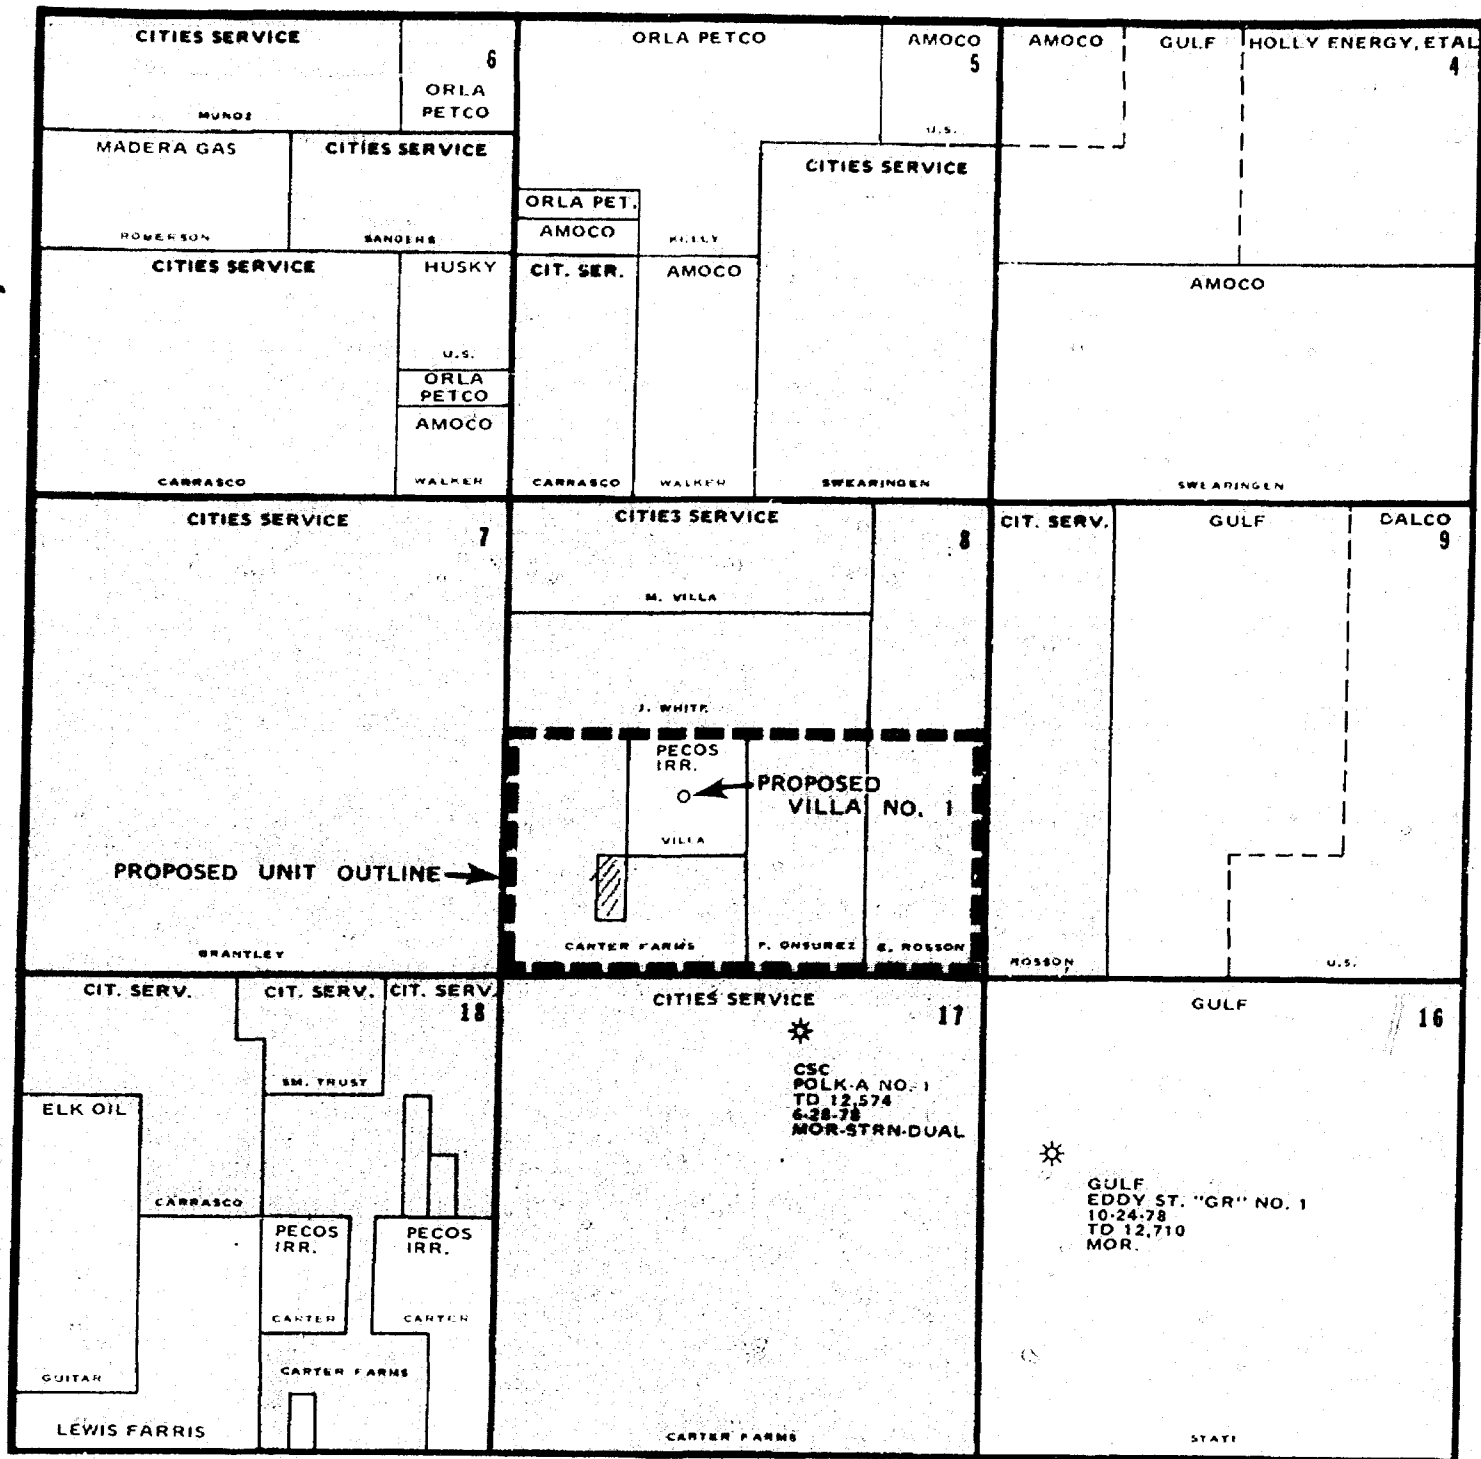 CITIES SERVICE
6
ORLA
PETCO
MUNOZ
MADERA GAS
CITIES SERVICE
ROBERSON
SANDERS
CITIES SERVICE
HUSKY
U.S.
ORLA
PETCO
AMOCO
CARRASCO
WALKER
ORLA PETCO
AMOCO
5
U.S.
CITIES SERVICE
ORLA PET.
AMOCO
KELLY
CIT. SER.
AMOCO
CARRASCO
WALKER
SWEARINGEN
AMOCO
GULF
HOLLY ENERGY, ETAL
4
AMOCO
SWEARINGEN
CITIES SERVICE
7
BRANTLEY
CITIES SERVICE
8
M. VILLA
J. WHITE
PECOS
IRR.
PROPOSED
VILLA NO. 1
VILLA
PROPOSED UNIT OUTLINE
CARTER FARMS
P. ONSUREZ
E. ROSSON
CIT. SERV.
GULF
DALCO
9
ROSSON
U.S.
CIT. SERV.
CIT. SERV.
CIT. SERV.
18
SM. TRUST
ELK OIL
CARRASCO
PECOS
IRR.
PECOS
IRR.
CARTER
CARTER
CARTER FARMS
GUITAR
LEWIS FARRIS
CITIES SERVICE
17
CSC
POLK-A NO. 1
TD 12,574
6-28-78
MOR-STRN-DUAL
CARTER FARMS
GULF
16
GULF
EDDY ST. "GR" NO. 1
10-24-78
TD 12,710
MOR.
STATE